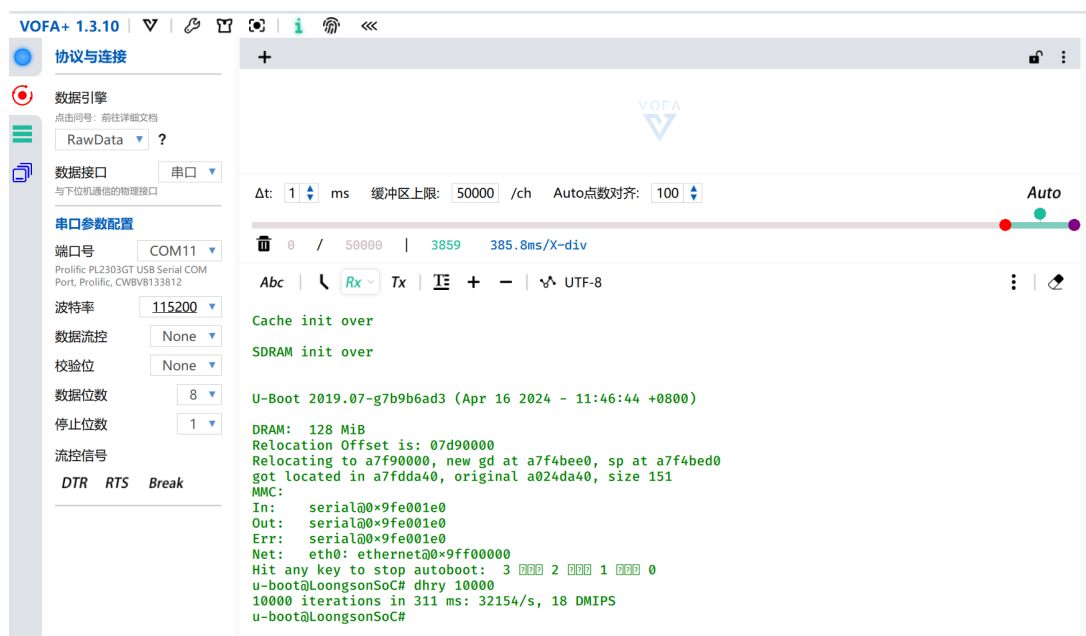 VOFA+ 1.3.10
协议与连接
数据引擎
点击问号：前往详细文档
RawData ?
数据接口 串口
与下位机通信的物理接口
串口参数配置
端口号 COM11
Prolific PL2303GT USB Serial COM
Port, Prolific, CWBVB133812
波特率 115200
数据流控 None
校验位 None
数据位数 8
停止位数 1
流控信号
DTR RTS Break
+
VOFA
Δt: 1 ms 缓冲区上限: 50000 /ch Auto点数对齐: 100 Auto
0 / 50000 | 3859 385.8ms/X-div
Abc Rx Tx T + − UTF-8
Cache init over
SDRAM init over
U-Boot 2019.07-g7b9b6ad3 (Apr 16 2024 - 11:46:44 +0800)
DRAM: 128 MiB
Relocation Offset is: 07d90000
Relocating to a7f90000, new gd at a7f4bee0, sp at a7f4bed0
got located in a7fdda40, original a024da40, size 151
MMC:
In: serial@0×9fe001e0
Out: serial@0×9fe001e0
Err: serial@0×9fe001e0
Net: eth0: ethernet@0×9ff00000
Hit any key to stop autoboot: 3 ��� 2 ��� 1 ��� 0
u-boot@LoongsonSoC# dhry 10000
10000 iterations in 311 ms: 32154/s, 18 DMIPS
u-boot@LoongsonSoC#